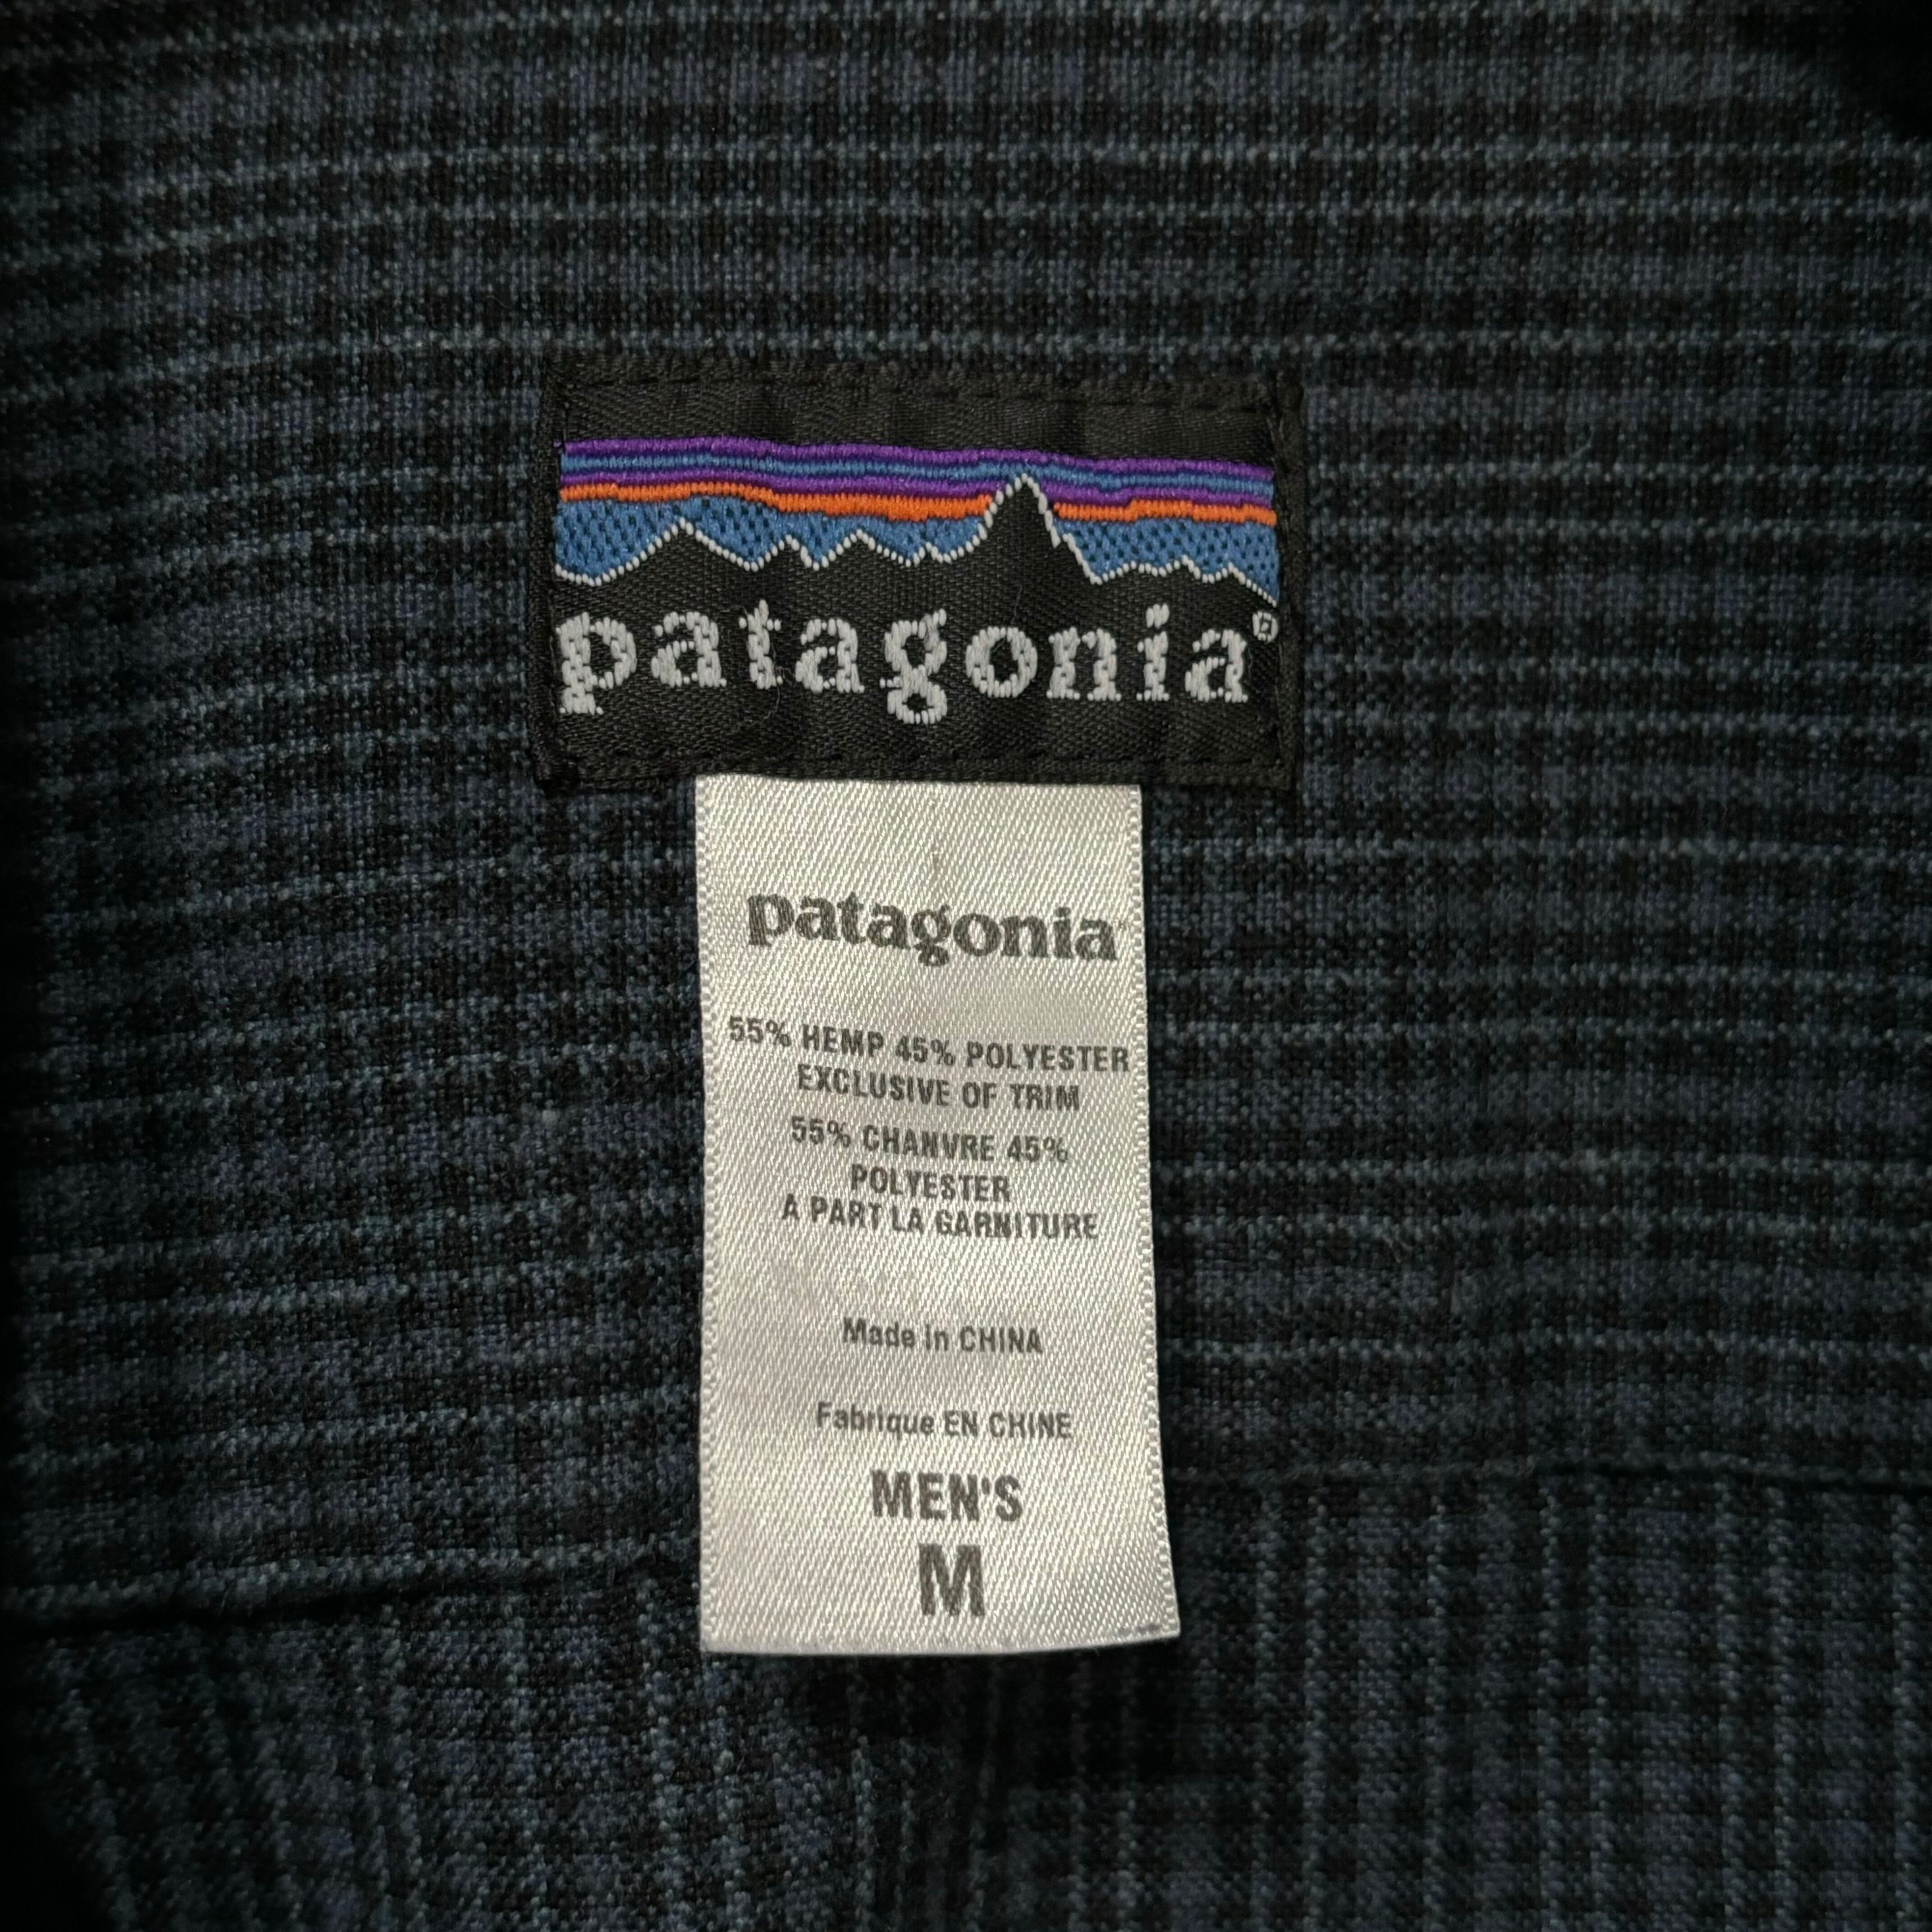 patagonia®
patagonia
55% HEMP 45% POLYESTER
EXCLUSIVE OF TRIM
55% CHANVRE 45%
POLYESTER
A PART LA GARNITURE
Made in CHINA
Fabrique EN CHINE
MEN'S
M